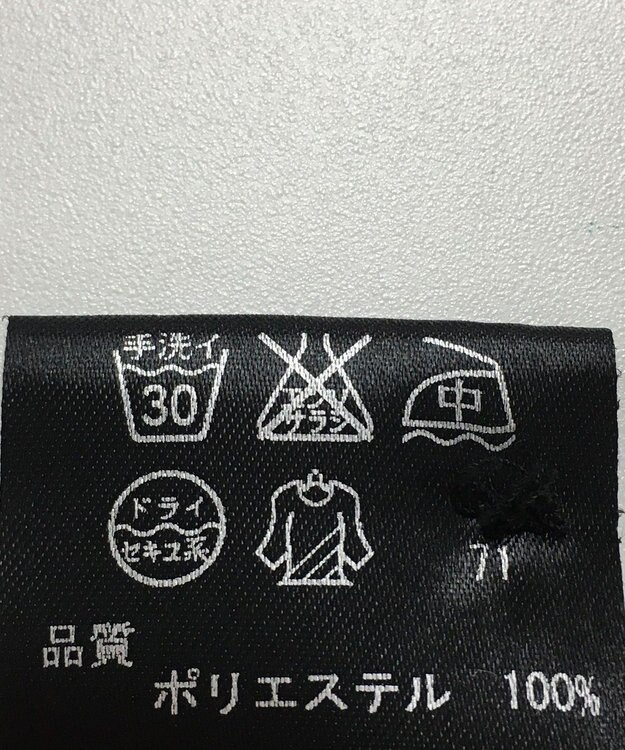 手洗イ
30
エンソ
サラシ
中
ドライ
セキユ系
71
品質
ポリエステル 100%